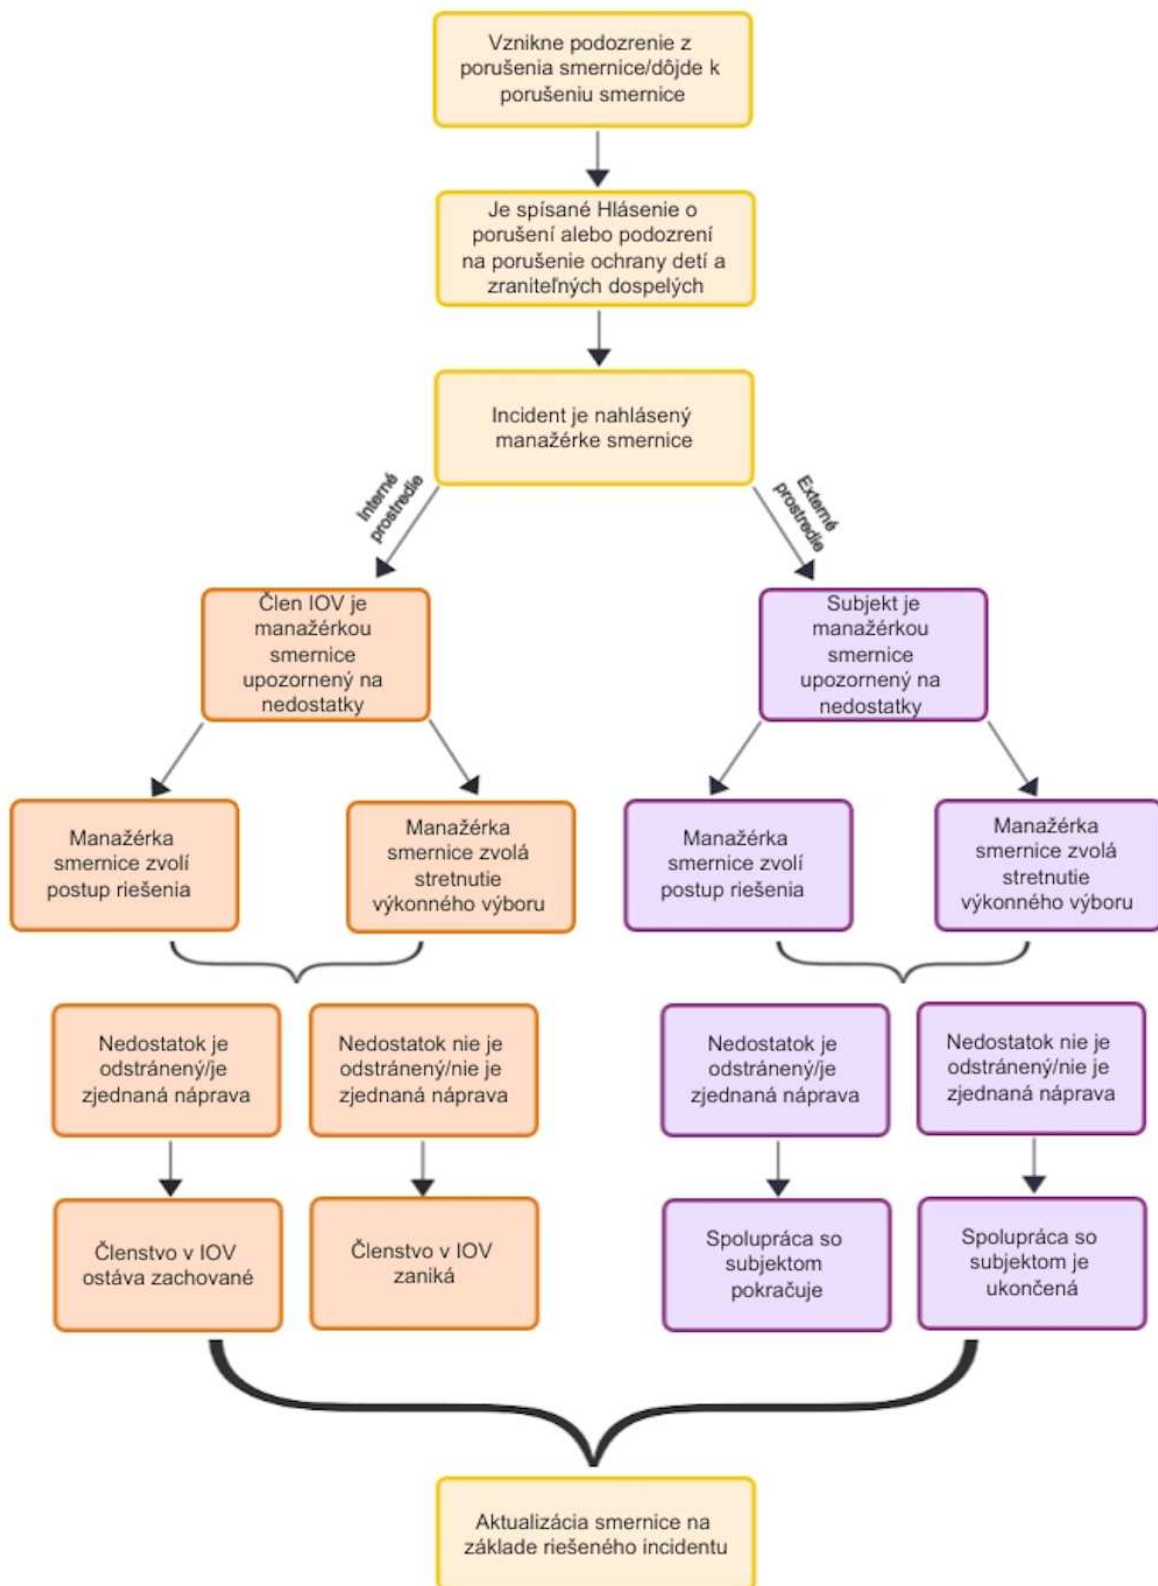 Vznikne podozrenie z
porušenia smernice/dôjde k
porušeniu smernice
Je spísané Hlásenie o
porušení alebo podozrení
na porušenie ochrany detí a
zraniteľných dospelých
Incident je nahlásený
manažérke smernice
Interné
prostredie
Externé
prostredie
Člen IOV je
manažérkou
smernice
upozornený na
nedostatky
Subjekt je
manažérkou
smernice
upozornený na
nedostatky
Manažérka
smernice zvolí
postup riešenia
Manažérka
smernice zvolá
stretnutie
výkonného výboru
Manažérka
smernice zvolí
postup riešenia
Manažérka
smernice zvolá
stretnutie
výkonného výboru
Nedostatok je
odstránený/je
zjednaná náprava
Nedostatok nie je
odstránený/nie je
zjednaná náprava
Nedostatok je
odstránený/je
zjednaná náprava
Nedostatok nie je
odstránený/nie je
zjednaná náprava
Členstvo v IOV
ostáva zachované
Členstvo v IOV
zaniká
Spolupráca so
subjektom
pokračuje
Spolupráca so
subjektom je
ukončená
Aktualizácia smernice na
základe riešeného incidentu